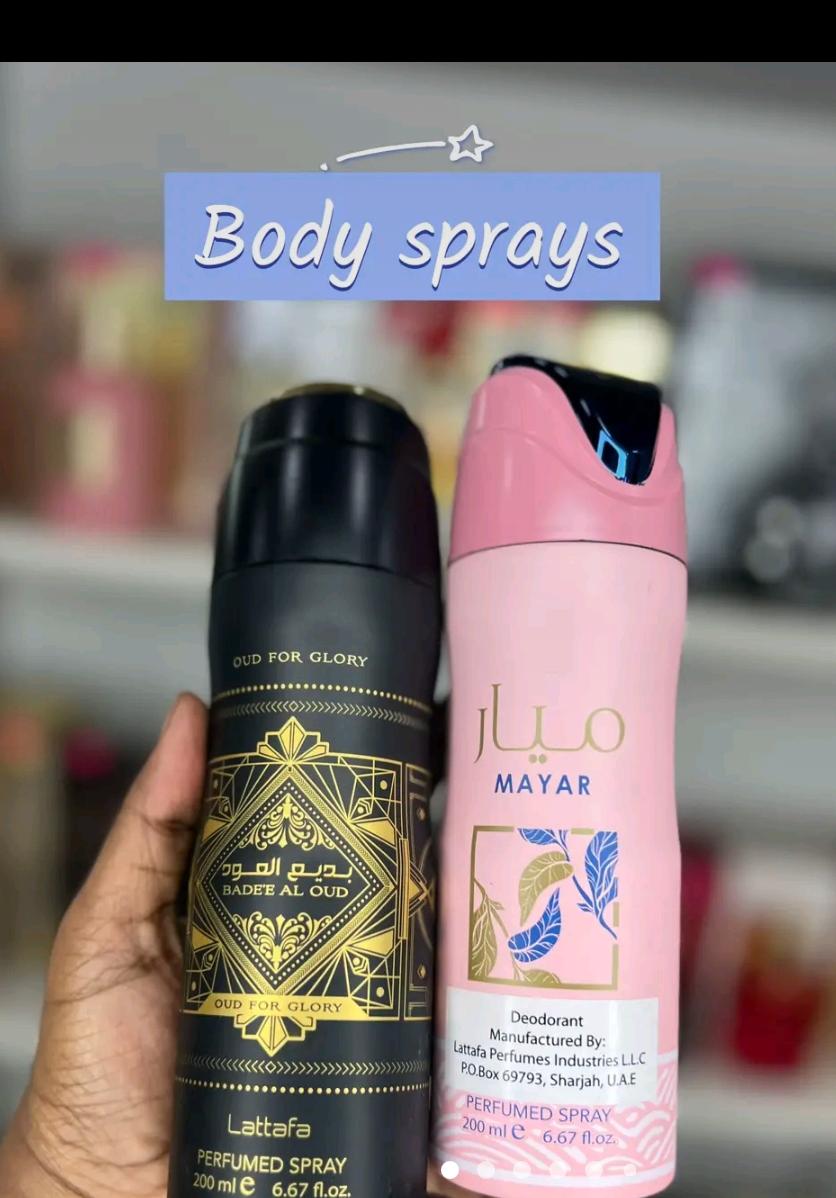 Body sprays
OUD FOR GLORY
بديع العود
BADE'E AL OUD
OUD FOR GLORY
Lattafa
PERFUMED SPRAY
200 ml e 6.67 fl.oz.
ميار
MAYAR
Deodorant
Manufactured By:
Lattafa Perfumes Industries L.L.C
P.O.Box 69793, Sharjah, U.A.E
PERFUMED SPRAY
200 ml e 6.67 fl.oz.